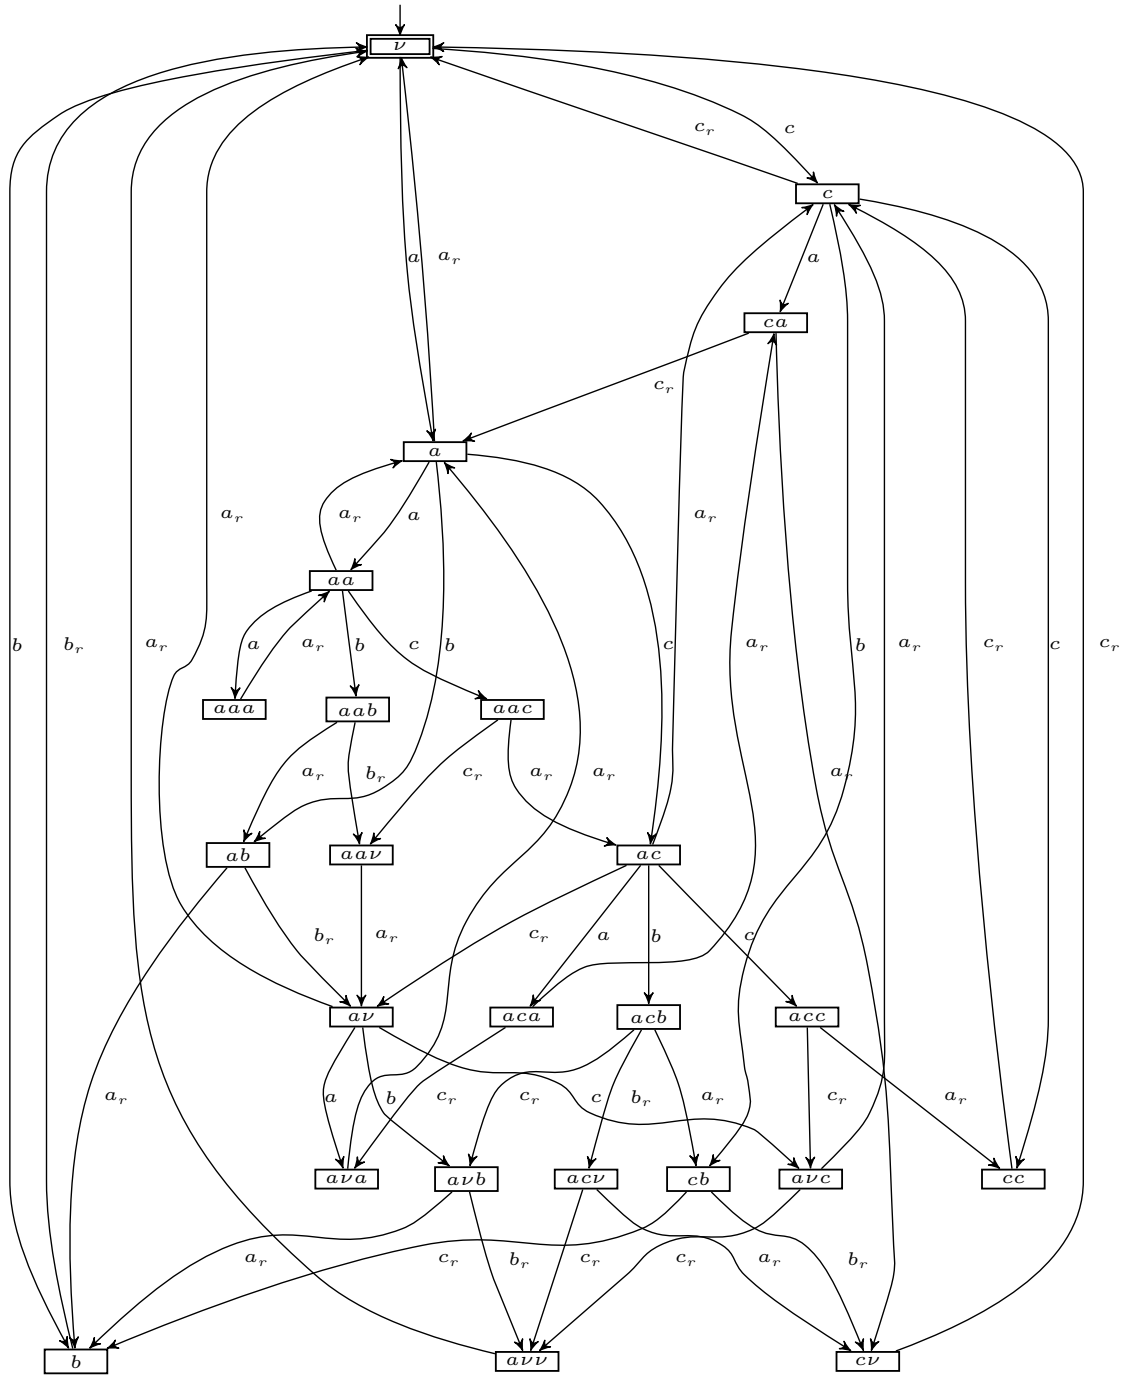 ν
c_r c
c
a a_r a
ca
c_r
a
a_r a_r a a_r
aa
b b_r a_r a a_r b c b c a_r b a_r c_r c c_r
aaa aab aac
a_r b_r c_r a_r a_r a_r
ab aaν ac
b_r a_r c_r a b c
aν aca acb acc
a_r a b c_r c_r c b_r a_r c_r a_r
aνa aνb acν cb aνc cc
a_r c_r b_r c_r c_r a_r b_r
b aνν cν